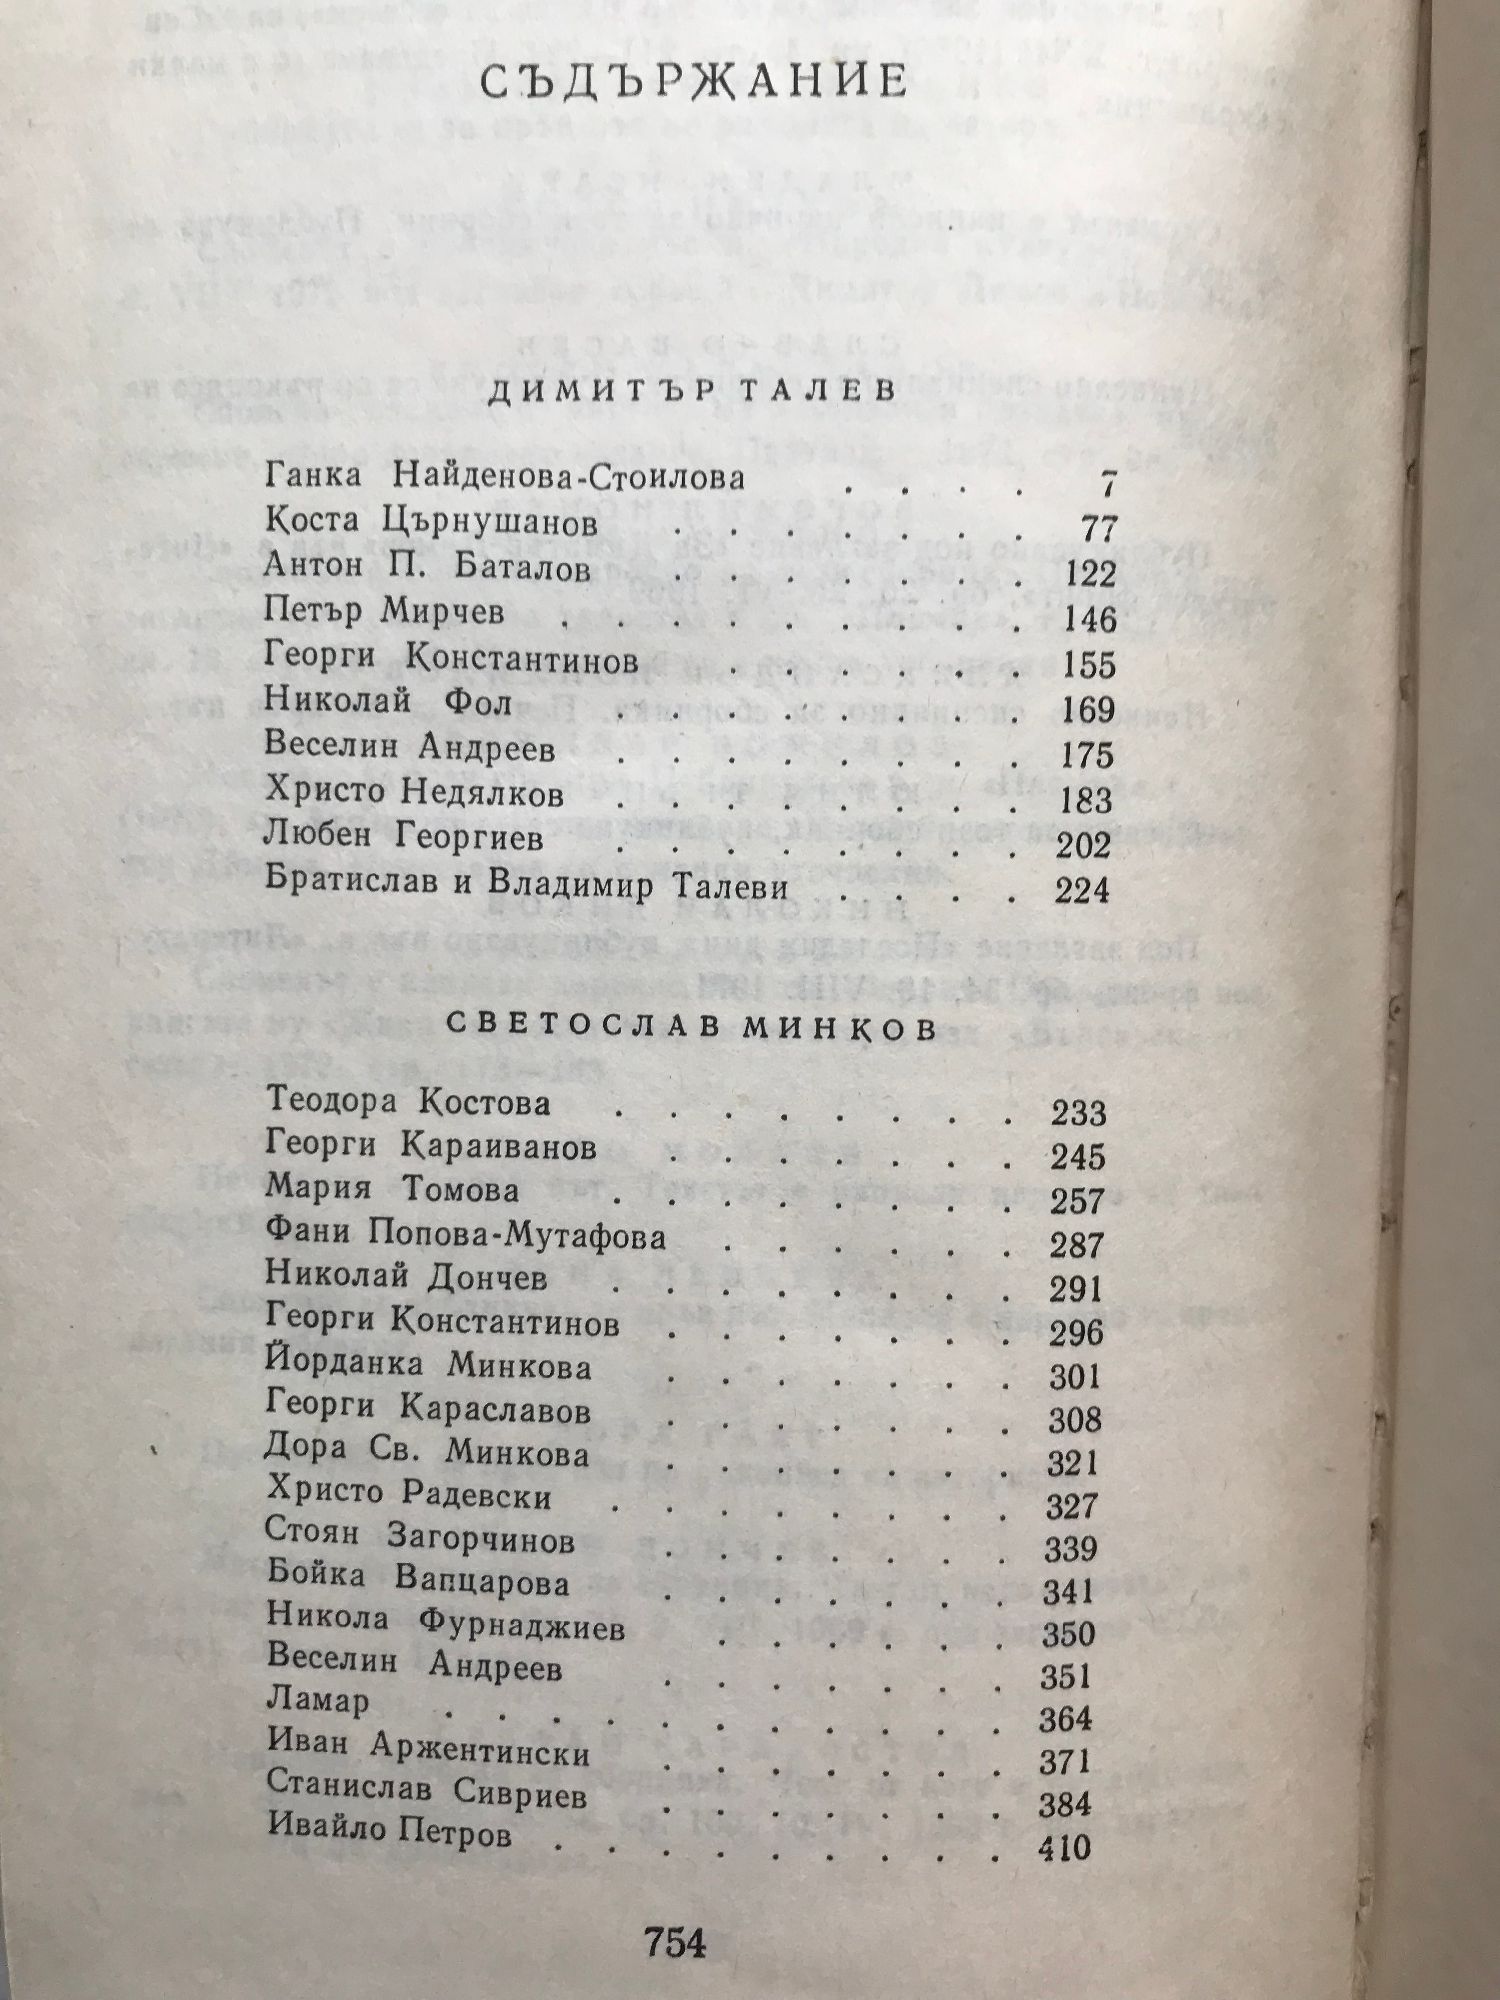 СЪДЪРЖАНИЕ
ДИМИТЪР ТАЛЕВ
Ганка Найденова-Стоилова . . . . 7
Коста Църнушанов . . . . . . . 77
Антон П. Баталов . . . . . . . 122
Петър Мирчев . . . . . . . . . 146
Георги Константинов . . . . . . 155
Николай Фол . . . . . . . . 169
Веселин Андреев . . . . . . . . 175
Христо Недялков . . . . . . . . 183
Любен Георгиев . . . . . . . . 202
Братислав и Владимир Талеви . . . . 224
СВЕТОСЛАВ МИНКОВ
Теодора Костова . . . . . . . . 233
Георги Караиванов . . . . . . . 245
Мария Томова . . . . . . . . 257
Фани Попова-Мутафова . . . . . . 287
Николай Дончев . . . . . . . . 291
Георги Константинов . . . . . . . 296
Йорданка Минкова . . . . . . . 301
Георги Караславов . . . . . . . 308
Дора Св. Минкова . . . . . . . 321
Христо Радевски . . . . . . . . 327
Стоян Загорчинов . . . . . . . 339
Бойка Вапцарова . . . . . . . 341
Никола Фурнаджиев . . . . . . 350
Веселин Андреев . . . . . . . 351
Ламар . . . . . . . . . . . 364
Иван Аржентински . . . . . . . 371
Станислав Сивриев . . . . . . . 384
Ивайло Петров . . . . . . . . . 410
754